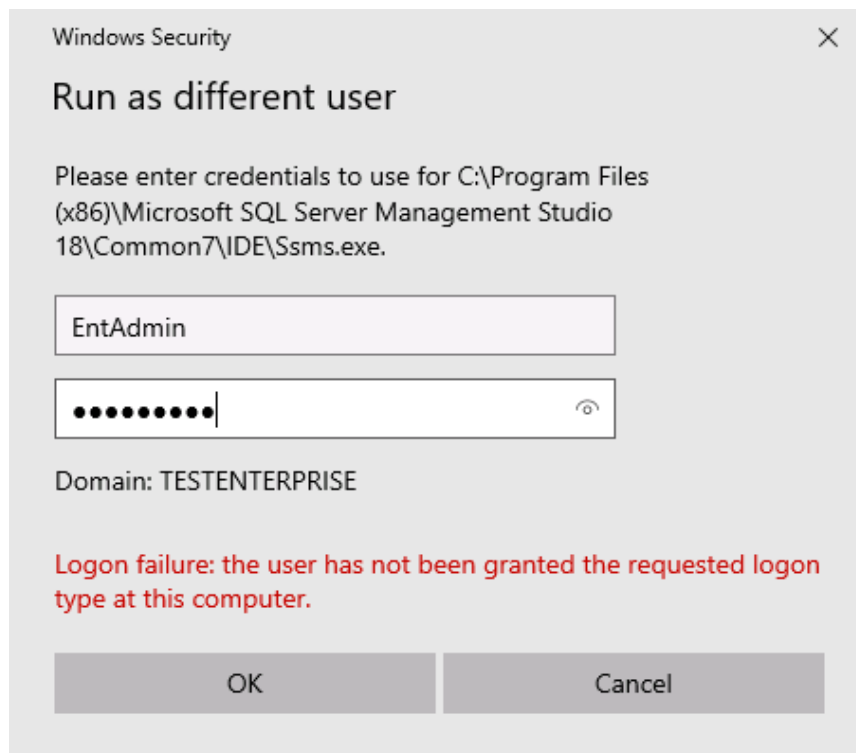 Windows Security
Run as different user
Please enter credentials to use for C:\Program Files
(x86)\Microsoft SQL Server Management Studio
18\Common7\IDE\Ssms.exe.
EntAdmin
●●●●●●●●●
Domain: TESTENTERPRISE
Logon failure: the user has not been granted the requested logon
type at this computer.
OK Cancel